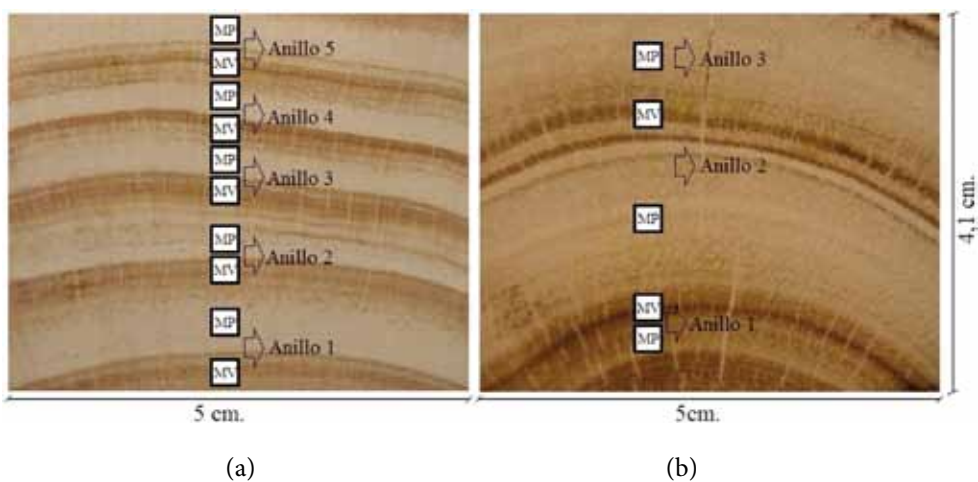 MP
Anillo 5
MV
MP
Anillo 4
MV
MP
Anillo 3
MV
MP
Anillo 2
MV
MP
Anillo 1
MV
5 cm.
(a)
MP
Anillo 3
MV
Anillo 2
MP
MV
Anillo 1
MP
5cm.
4,1 cm.
(b)